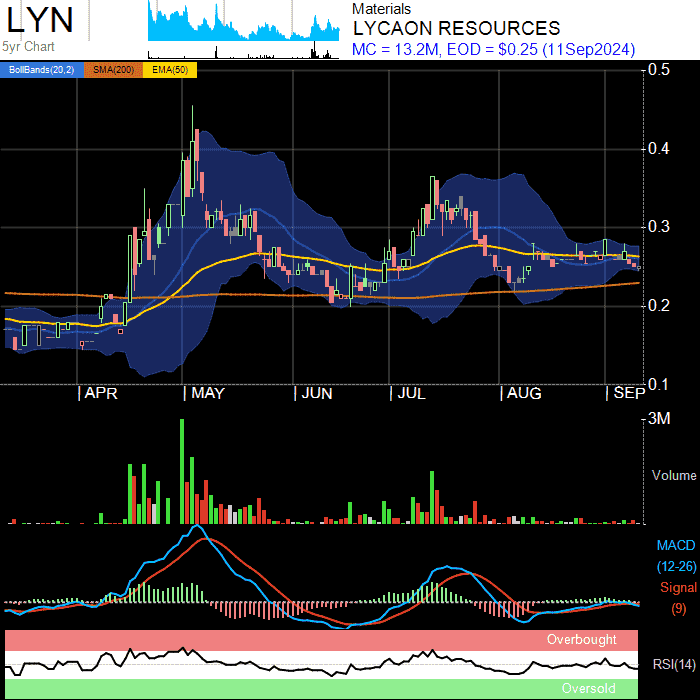 LYN
5yr Chart
Materials
LYCAON RESOURCES
MC = 13.2M, EOD = $0.25 (11Sep2024)
BollBands(20,2) SMA(200) EMA(50)
0.5
0.4
0.3
0.2
0.1
APR MAY JUN JUL AUG SEP
3M
Volume
MACD
(12-26)
Signal
(9)
Overbought
RSI(14)
Oversold